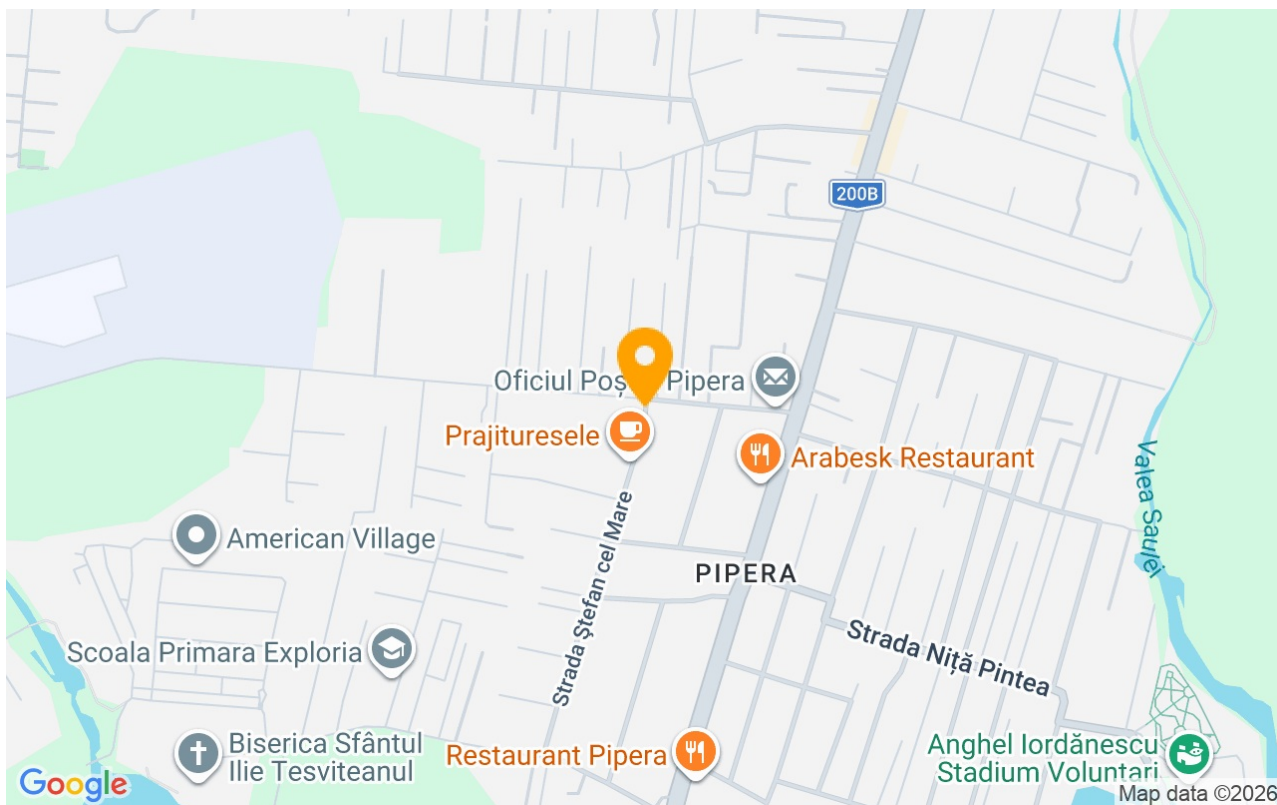 200B
Oficiul Poș
Pipera
Prajituresele
Arabesk Restaurant
Valea Saulei
American Village
PIPERA
Strada Ștefan cel Mare
Scoala Primara Exploria
Strada Niță Pintea
Biserica Sfântul
Ilie Tesviteanul
Restaurant Pipera
Anghel Iordănescu
Stadium Voluntari
Google
Map data ©2026